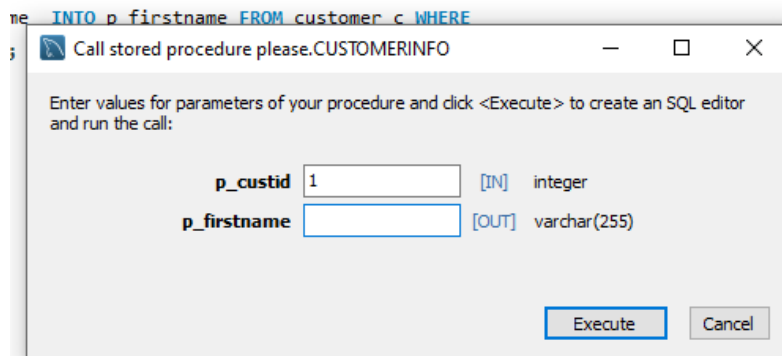 me INTO p_firstname FROM customer c WHERE
;
Call stored procedure please.CUSTOMERINFO
Enter values for parameters of your procedure and click <Execute> to create an SQL editor
and run the call:
p_custid 1 [IN] integer
p_firstname [OUT] varchar(255)
Execute Cancel